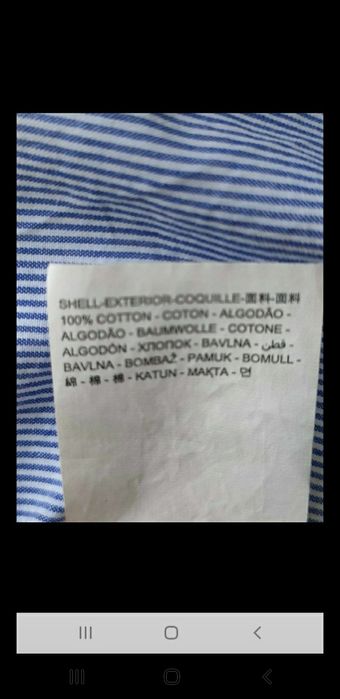 SHELL-EXTERIOR-COQUILLE-面料-面料
100% COTTON - COTON - ALGODÃO -
ALGODÃO - BAUMWOLLE - COTONE -
ALGODÓN - ХЛОПОК - BAVLNA - قطن -
BAVLNA - BOMBAŽ - PAMUK - BOMULL -
綿 - 棉 - 棉 - KATUN - МАҚТА - 면